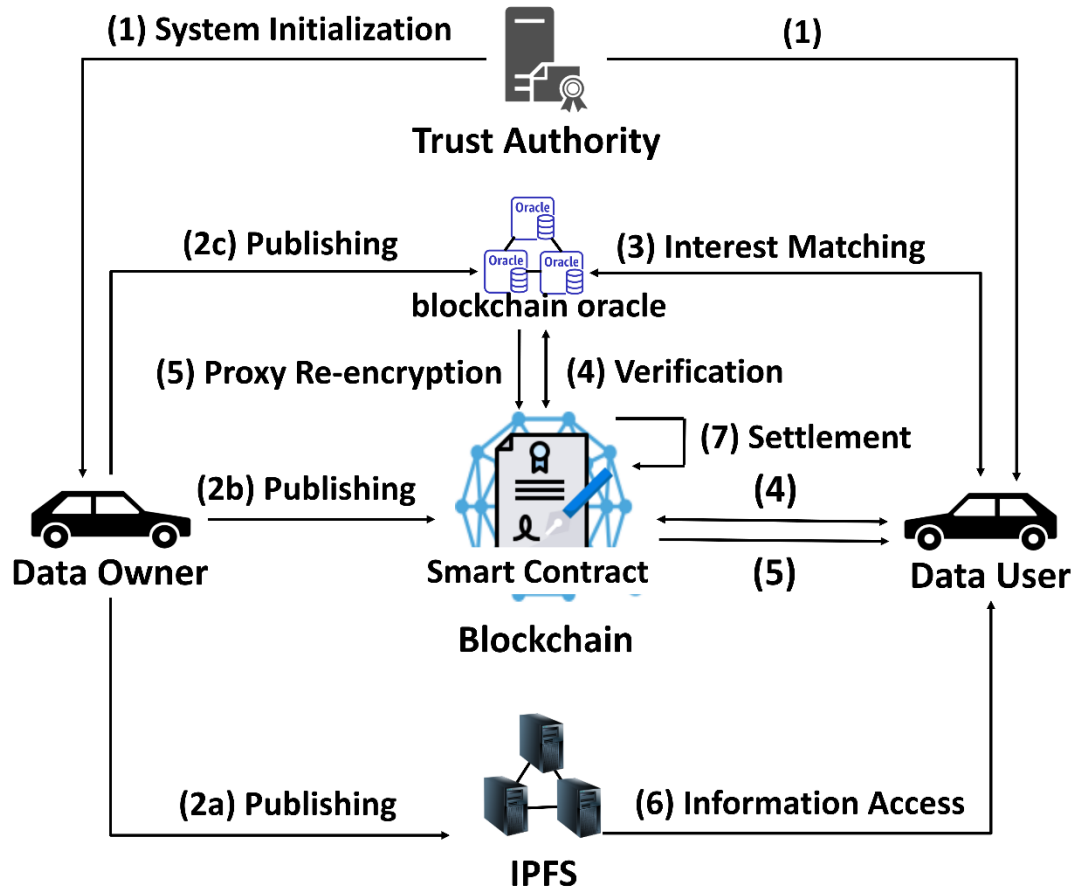 (1) System Initialization
(1)
Trust Authority
Oracle
Oracle
Oracle
(2c) Publishing
(3) Interest Matching
blockchain oracle
(5) Proxy Re-encryption
(4) Verification
(7) Settlement
(2b) Publishing
(4)
Data Owner
Smart Contract
(5)
Data User
Blockchain
(2a) Publishing
(6) Information Access
IPFS